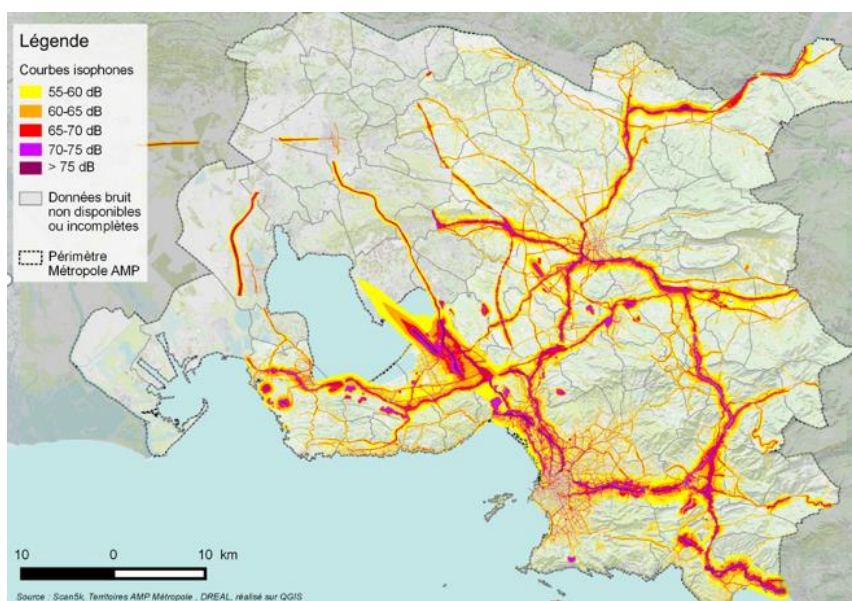 Légende
Courbes isophones
55-60 dB
60-65 dB
65-70 dB
70-75 dB
> 75 dB
Données bruit
non disponibles
ou incomplètes
Périmètre
Métropole AMP
10 0 10 km
Source : Scan5k, Territoires AMP Métropole , DREAL, réalisé sur QGIS